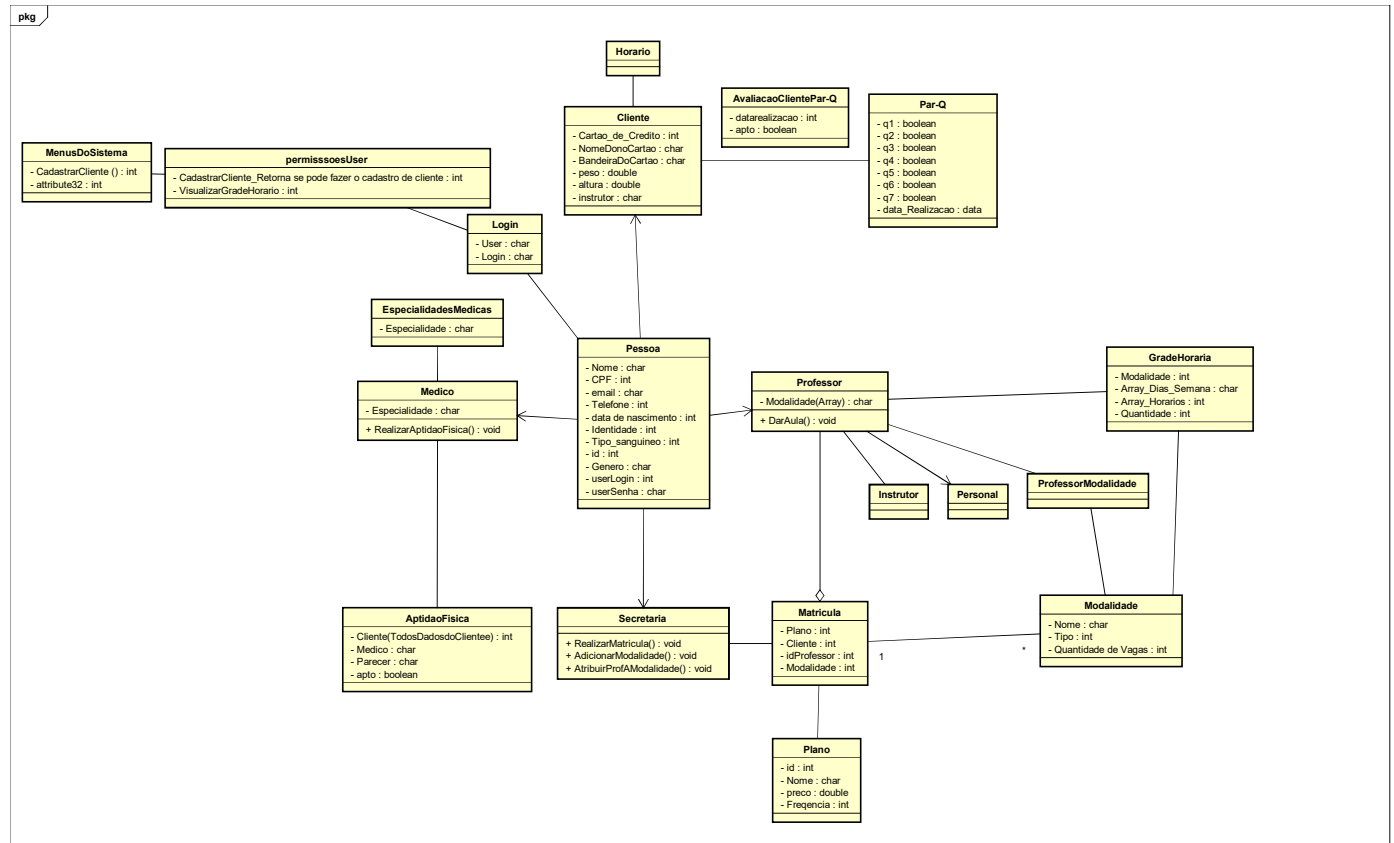 pkg
Horario
AvaliacaoClientePar-Q
- datarealizacao : int
- apto : boolean
Par-Q
- q1 : boolean
- q2 : boolean
- q3 : boolean
- q4 : boolean
- q5 : boolean
- q6 : boolean
- q7 : boolean
- data_Realizacao : data
Cliente
- Cartao_de_Credito : int
- NomeDonoCartao : char
- BandeiraDoCartao : char
- peso : double
- altura : double
- instrutor : char
MenusDoSistema
- CadastrarCliente () : int
- attribute32 : int
permisssoesUser
- CadastrarCliente_Retorna se pode fazer o cadastro de cliente : int
- VisualizarGradeHorario : int
Login
- User : char
- Login : char
EspecialidadesMedicas
- Especialidade : char
Pessoa
- Nome : char
- CPF : int
- email : char
- Telefone : int
- data de nascimento : int
- Identidade : int
- Tipo_sanguineo : int
- id : int
- Genero : char
- userLogin : int
- userSenha : char
Medico
- Especialidade : char
+ RealizarAptidaoFisica() : void
Professor
- Modalidade(Array) : char
+ DarAula() : void
GradeHoraria
- Modalidade : int
- Array_Dias_Semana : char
- Array_Horarios : int
- Quantidade : int
Instrutor
Personal
ProfessorModalidade
AptidaoFisica
- Cliente(TodosDadosdoClientee) : int
- Medico : char
- Parecer : char
- apto : boolean
Secretaria
+ RealizarMatricula() : void
+ AdicionarModalidade() : void
+ AtribuirProfAModalidade() : void
Matricula
- Plano : int
- Cliente : int
- idProfessor : int
- Modalidade : int
1
*
Modalidade
- Nome : char
- Tipo : int
- Quantidade de Vagas : int
Plano
- id : int
- Nome : char
- preco : double
- Freqencia : int